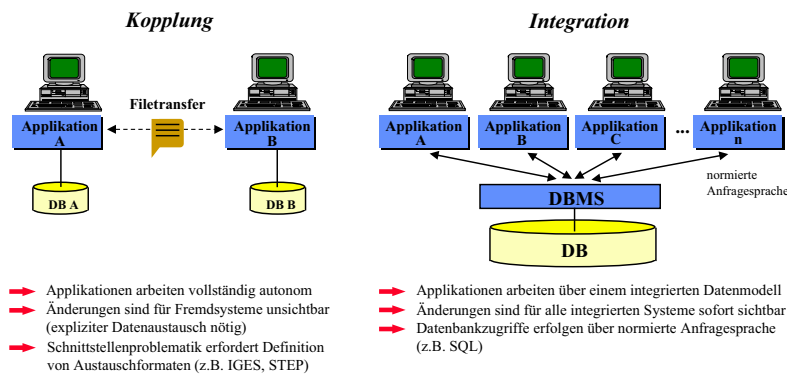 Kopplung
Filetransfer
Applikation
A
Applikation
B
DB A
DB B
Applikationen arbeiten vollständig autonom
Änderungen sind für Fremdsysteme unsichtbar
(expliziter Datenaustausch nötig)
Schnittstellenproblematik erfordert Definition
von Austauschformaten (z.B. IGES, STEP)
Integration
Applikation
A
Applikation
B
Applikation
C
...
Applikation
n
normierte
Anfragesprache
DBMS
DB
Applikationen arbeiten über einem integrierten Datenmodell
Änderungen sind für alle integrierten Systeme sofort sichtbar
Datenbankzugriffe erfolgen über normierte Anfragesprache
(z.B. SQL)